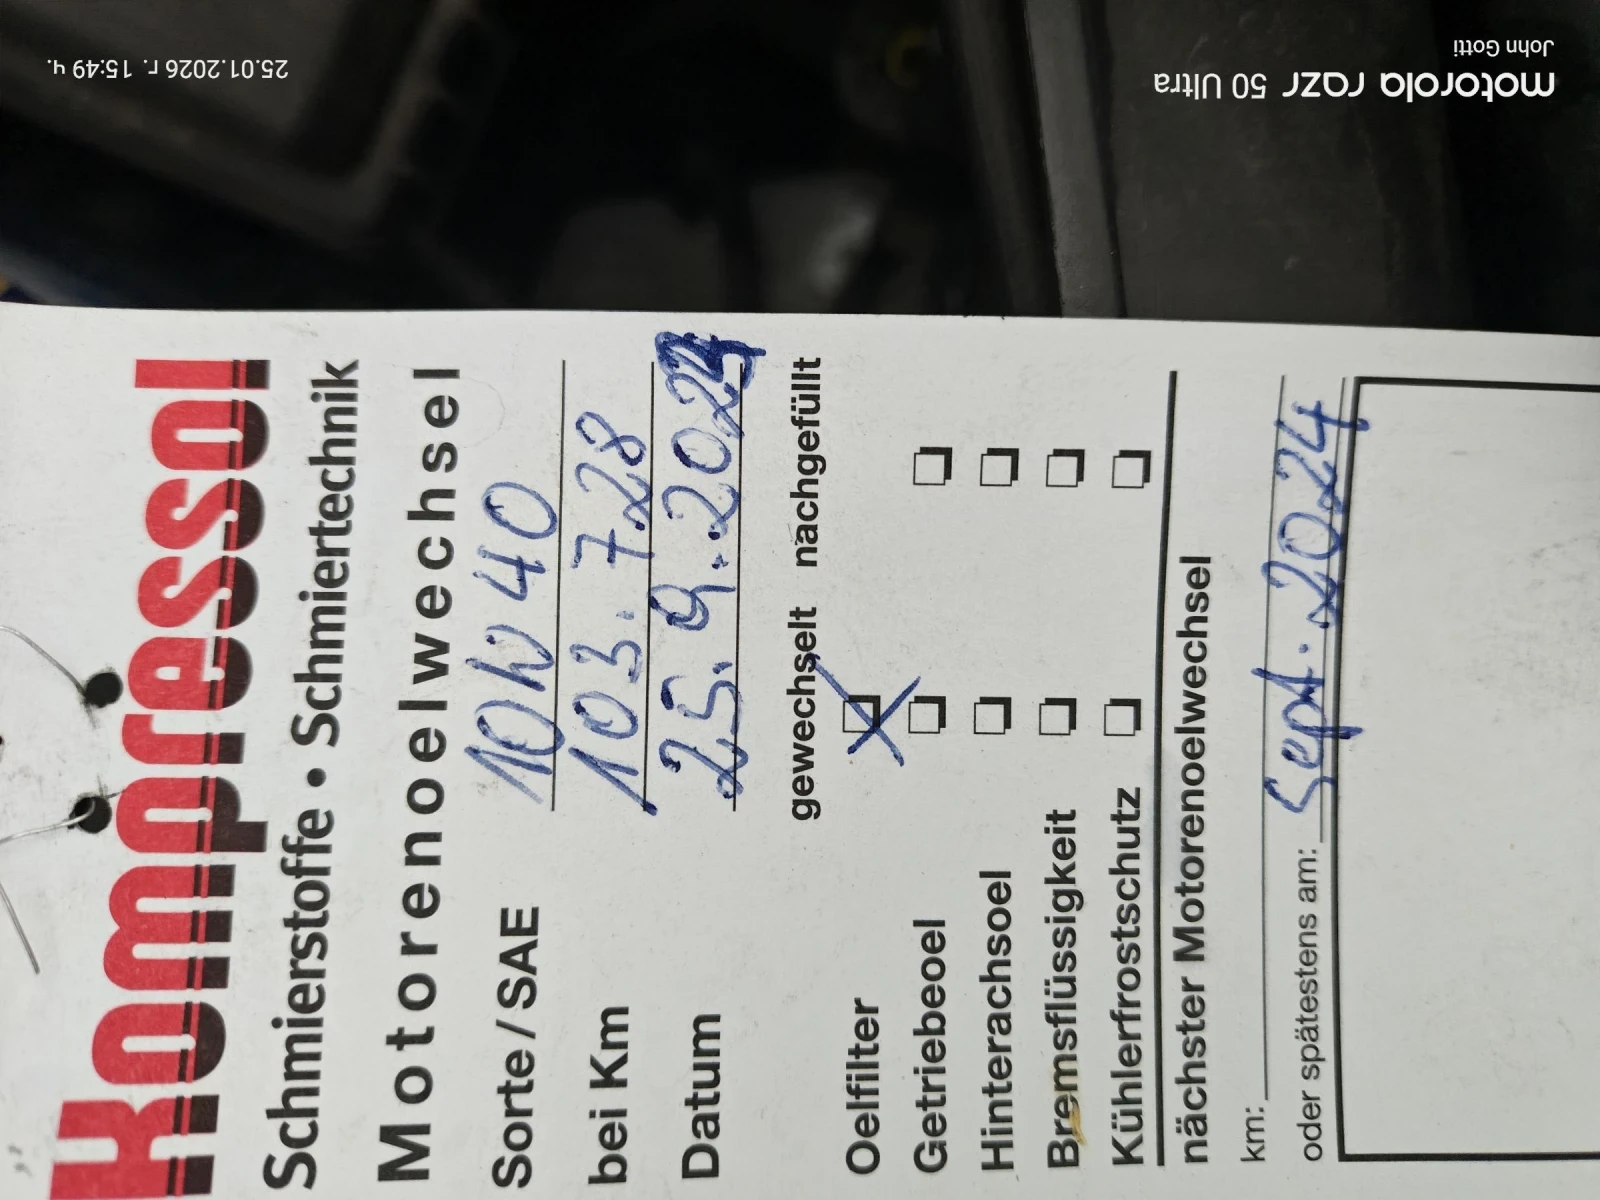 Kompressol
Schmierstoffe • Schmiertechnik
Motorenoelwechsel
Sorte/SAE 10W40
bei Km 103.728
Datum 25.9.2023
gewechselt nachgefüllt
Oelfilter
Getriebeoel
Hinterachsoel
Bremsflüssigkeit
Kühlerfrostschutz
nächster Motorenoelwechsel
km:
oder spätestens am: Sept. 2024
motorola razr 50 Ultra
John Gotti
25.01.2026 г. 15:49 ч.